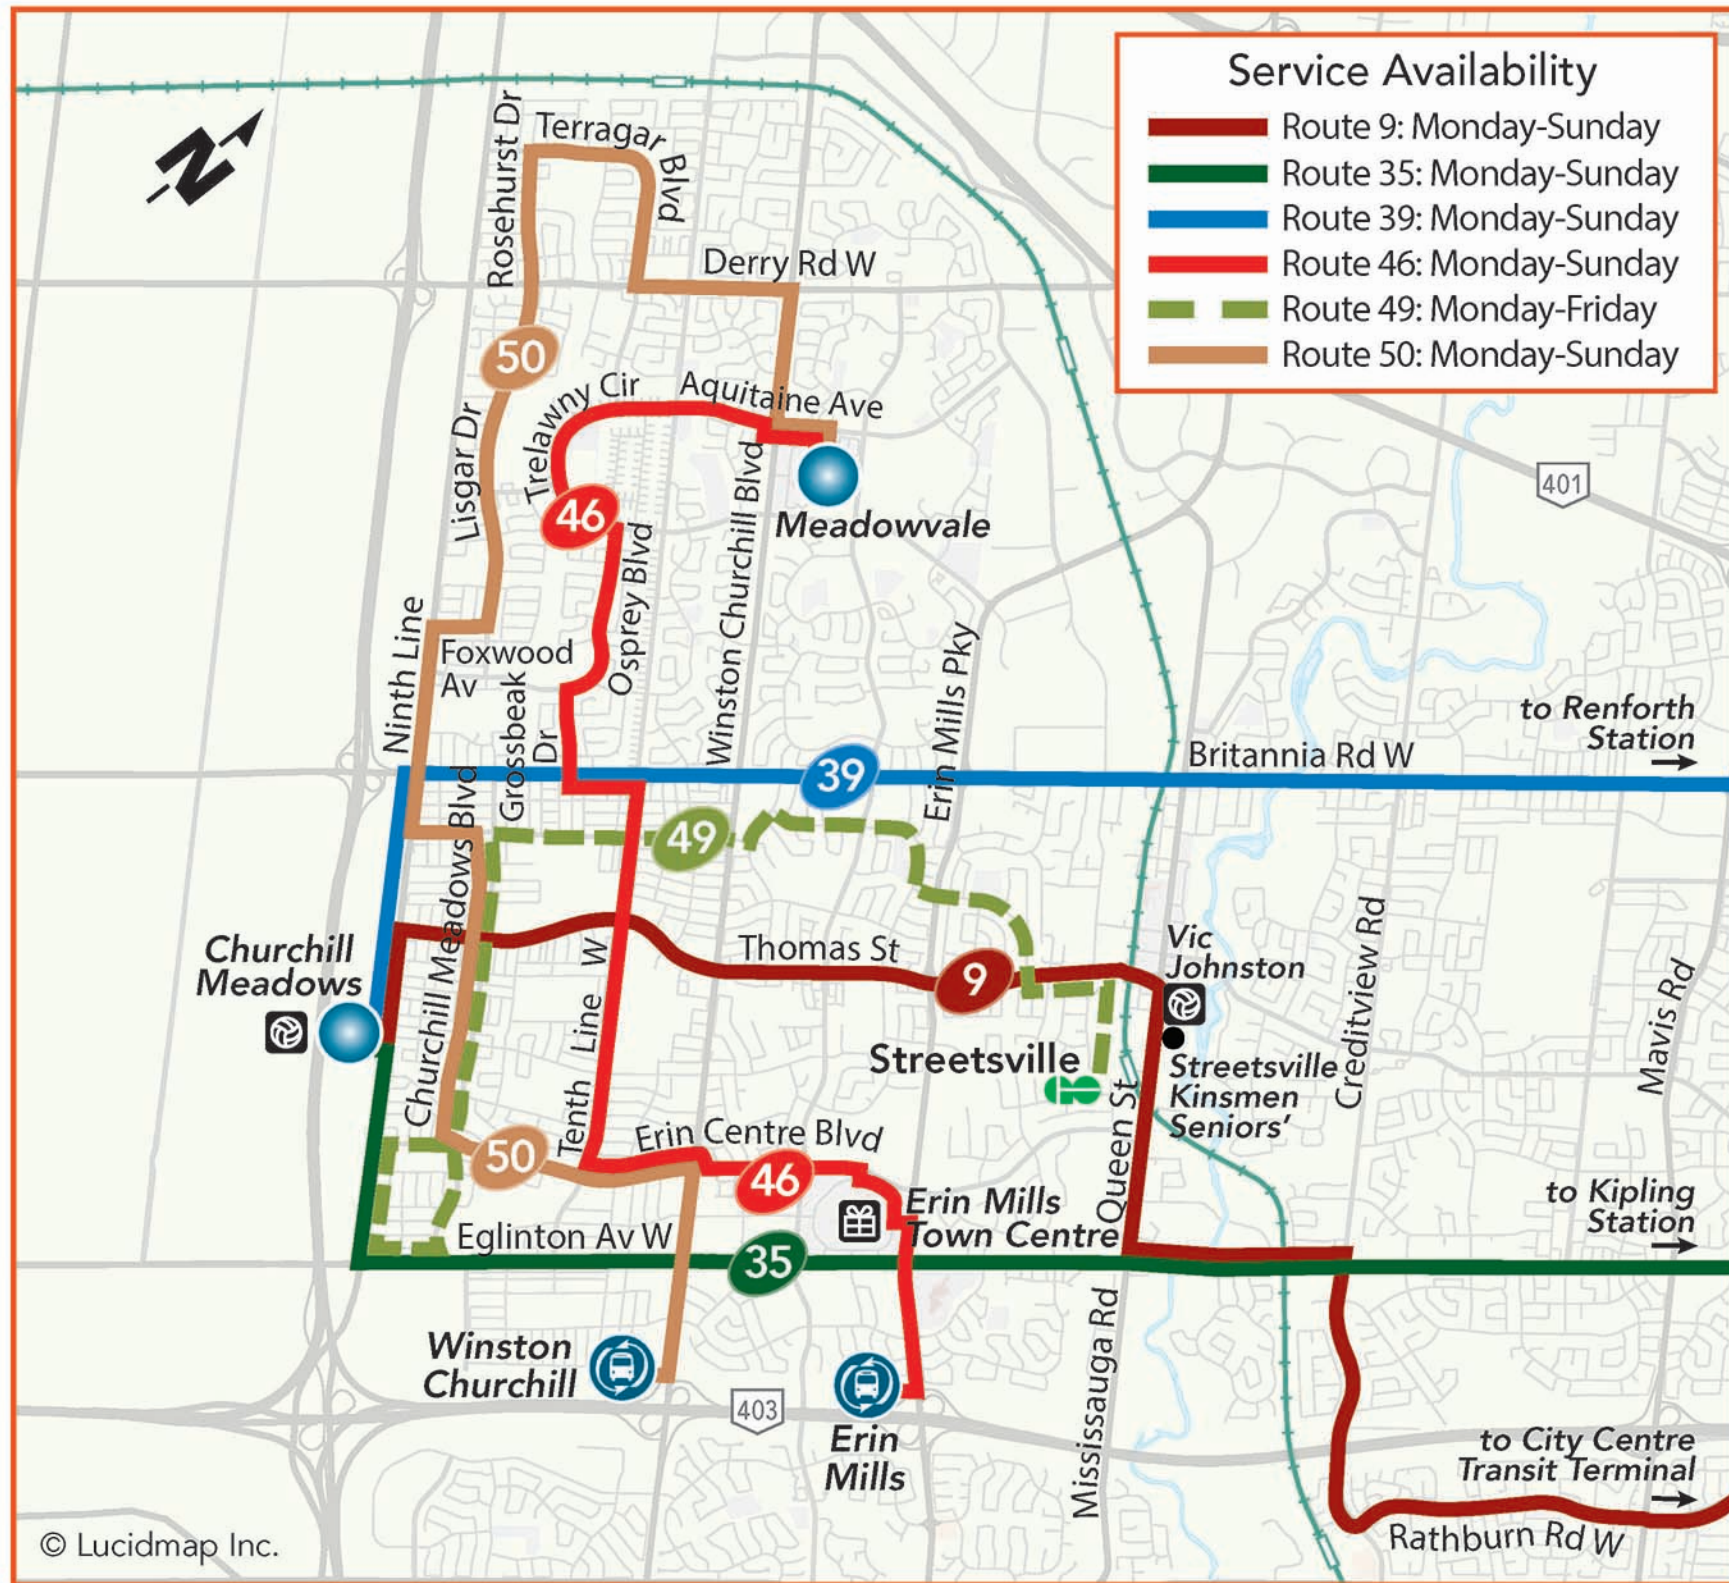 Service Availability
Route 9: Monday-Sunday
Route 35: Monday-Sunday
Route 39: Monday-Sunday
Route 46: Monday-Sunday
Route 49: Monday-Friday
Route 50: Monday-Sunday
N
Rosehurst Dr
Terragar Blvd
Derry Rd W
50
Trelawny Cir
Aquitaine Ave
Lisgar Dr
46
Meadowvale
401
Osprey Blvd
Winston Churchill Blvd
Ninth Line
Foxwood
Av
Grossbeak
Dr
Erin Mills Pky
to Renforth
Station
39
Britannia Rd W
49
Churchill Meadows Blvd
Churchill
Meadows
Thomas St
9
Vic
Johnston
Creditview Rd
Mavis Rd
Tenth Line W
Streetsville
GO
Streetsville
Kinsmen
Seniors'
Queen St
50
Erin Centre Blvd
46
Erin Mills
Town Centre
to Kipling
Station
Eglinton Av W
35
Winston
Churchill
403
Erin
Mills
Mississauga Rd
to City Centre
Transit Terminal
Rathburn Rd W
© Lucidmap Inc.